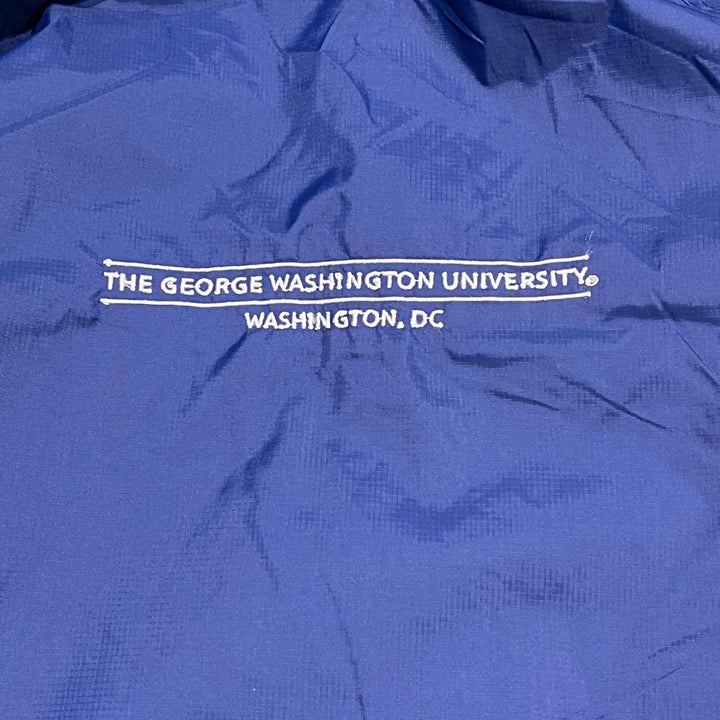 THE GEORGE WASHINGTON UNIVERSITY®
WASHINGTON, DC